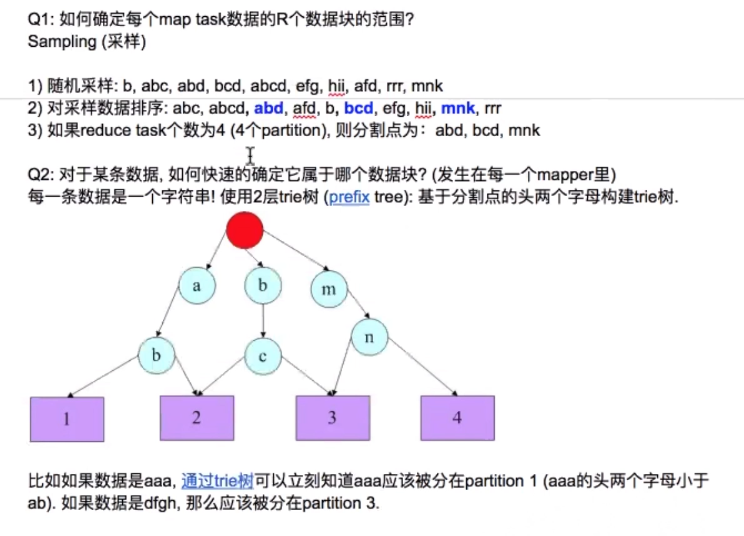 Q1: 如何确定每个map task数据的R个数据块的范围?
Sampling (采样)
1) 随机采样: b, abc, abd, bcd, abcd, efg, hii, afd, rrr, mnk
2) 对采样数据排序: abc, abcd, abd, afd, b, bcd, efg, hii, mnk, rrr
3) 如果reduce task个数为4 (4个partition), 则分割点为：abd, bcd, mnk
Q2: 对于某条数据, 如何快速的确定它属于哪个数据块? (发生在每一个mapper里)
每一条数据是一个字符串! 使用2层trie树 (prefix tree): 基于分割点的头两个字母构建trie树.
a
b
m
b
c
n
1
2
3
4
比如如果数据是aaa, 通过trie树可以立刻知道aaa应该被分在partition 1 (aaa的头两个字母小于
ab). 如果数据是dfgh, 那么应该被分在partition 3.